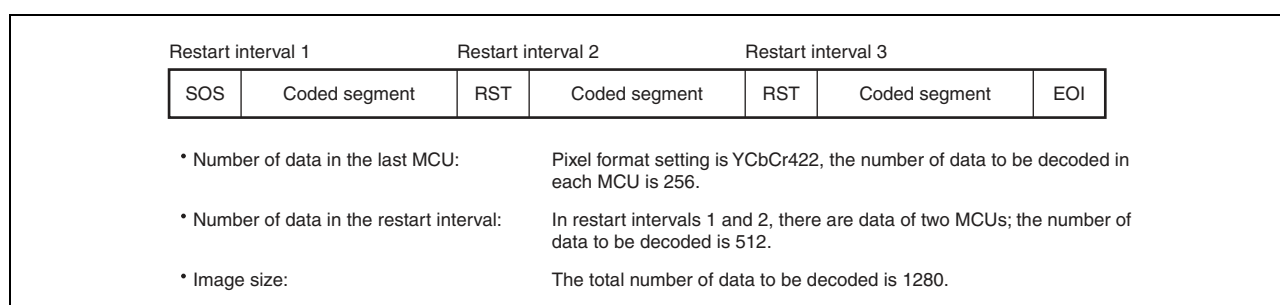 Restart interval 1 Restart interval 2 Restart interval 3
SOS Coded segment RST Coded segment RST Coded segment EOI
• Number of data in the last MCU: Pixel format setting is YCbCr422, the number of data to be decoded in
each MCU is 256.
• Number of data in the restart interval: In restart intervals 1 and 2, there are data of two MCUs; the number of
data to be decoded is 512.
• Image size: The total number of data to be decoded is 1280.